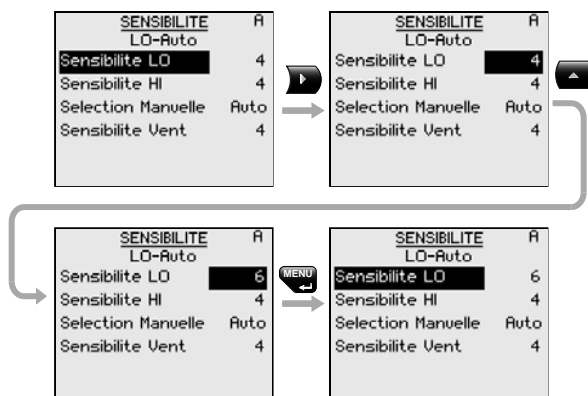 SENSIBILITE A
LO-Auto
Sensibilite LO 4
Sensibilite HI 4
Selection Manuelle Auto
Sensibilite Vent 4
SENSIBILITE A
LO-Auto
Sensibilite LO 4
Sensibilite HI 4
Selection Manuelle Auto
Sensibilite Vent 4
SENSIBILITE A
LO-Auto
Sensibilite LO 6
Sensibilite HI 4
Selection Manuelle Auto
Sensibilite Vent 4
MENU
SENSIBILITE A
LO-Auto
Sensibilite LO 6
Sensibilite HI 4
Selection Manuelle Auto
Sensibilite Vent 4